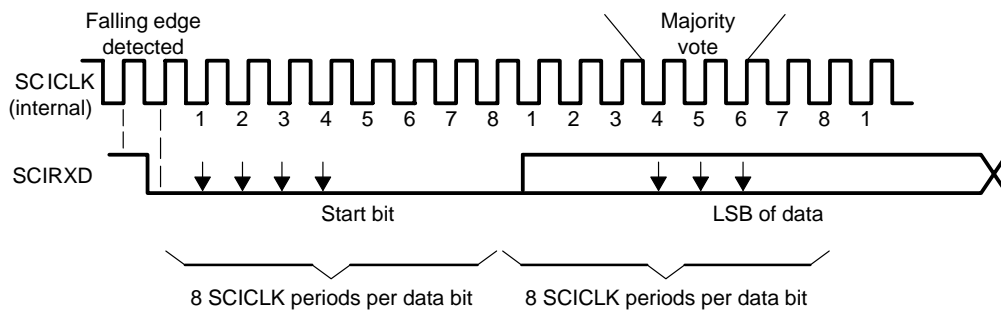 Falling edge
detected
Majority
vote
SCICLK
(internal)
1 2 3 4 5 6 7 8 1 2 3 4 5 6 7 8 1
SCIRXD
Start bit
LSB of data
8 SCICLK periods per data bit
8 SCICLK periods per data bit